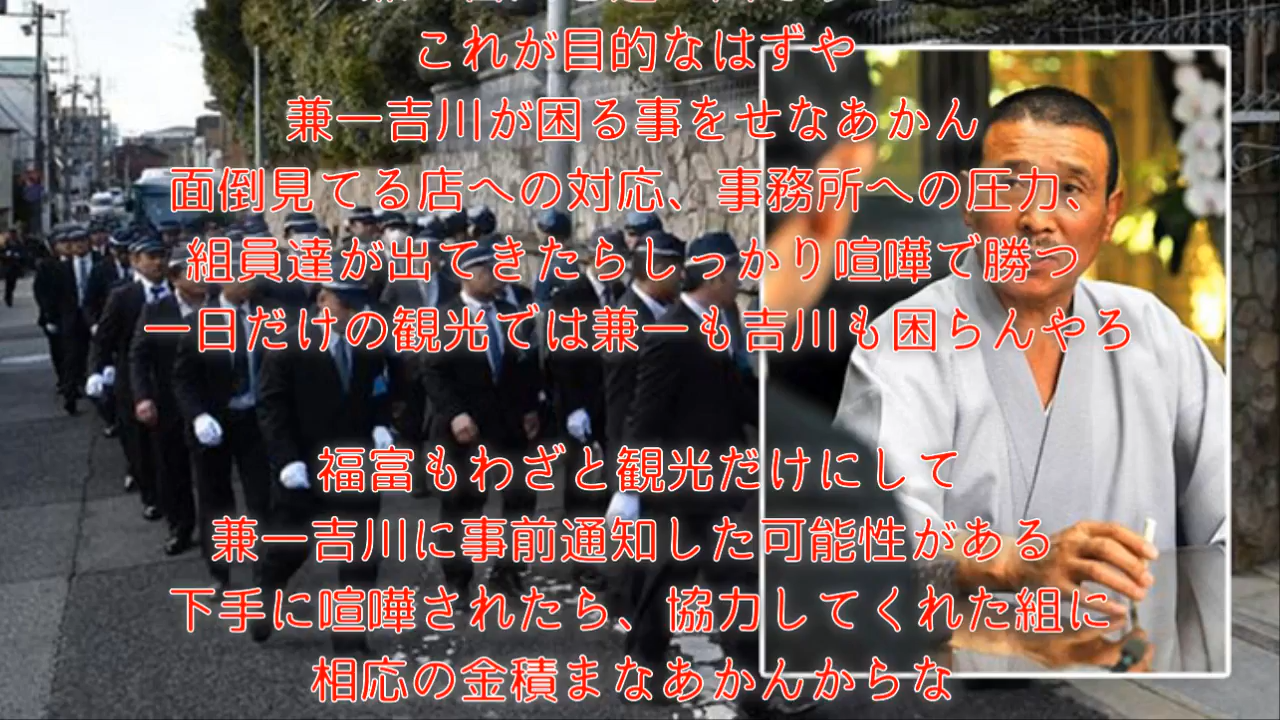 これが目的なはずや
兼一吉川が困る事をせなあかん
面倒見てる店への対応、事務所への圧力、
組員達が出てきたらしっかり喧嘩で勝つ
一日だけの観光では兼一も吉川も困らんやろ
福富もわざと観光だけにして
兼一吉川に事前通知した可能性がある
下手に喧嘩されたら、協力してくれた組に
相応の金積まなあかんからな